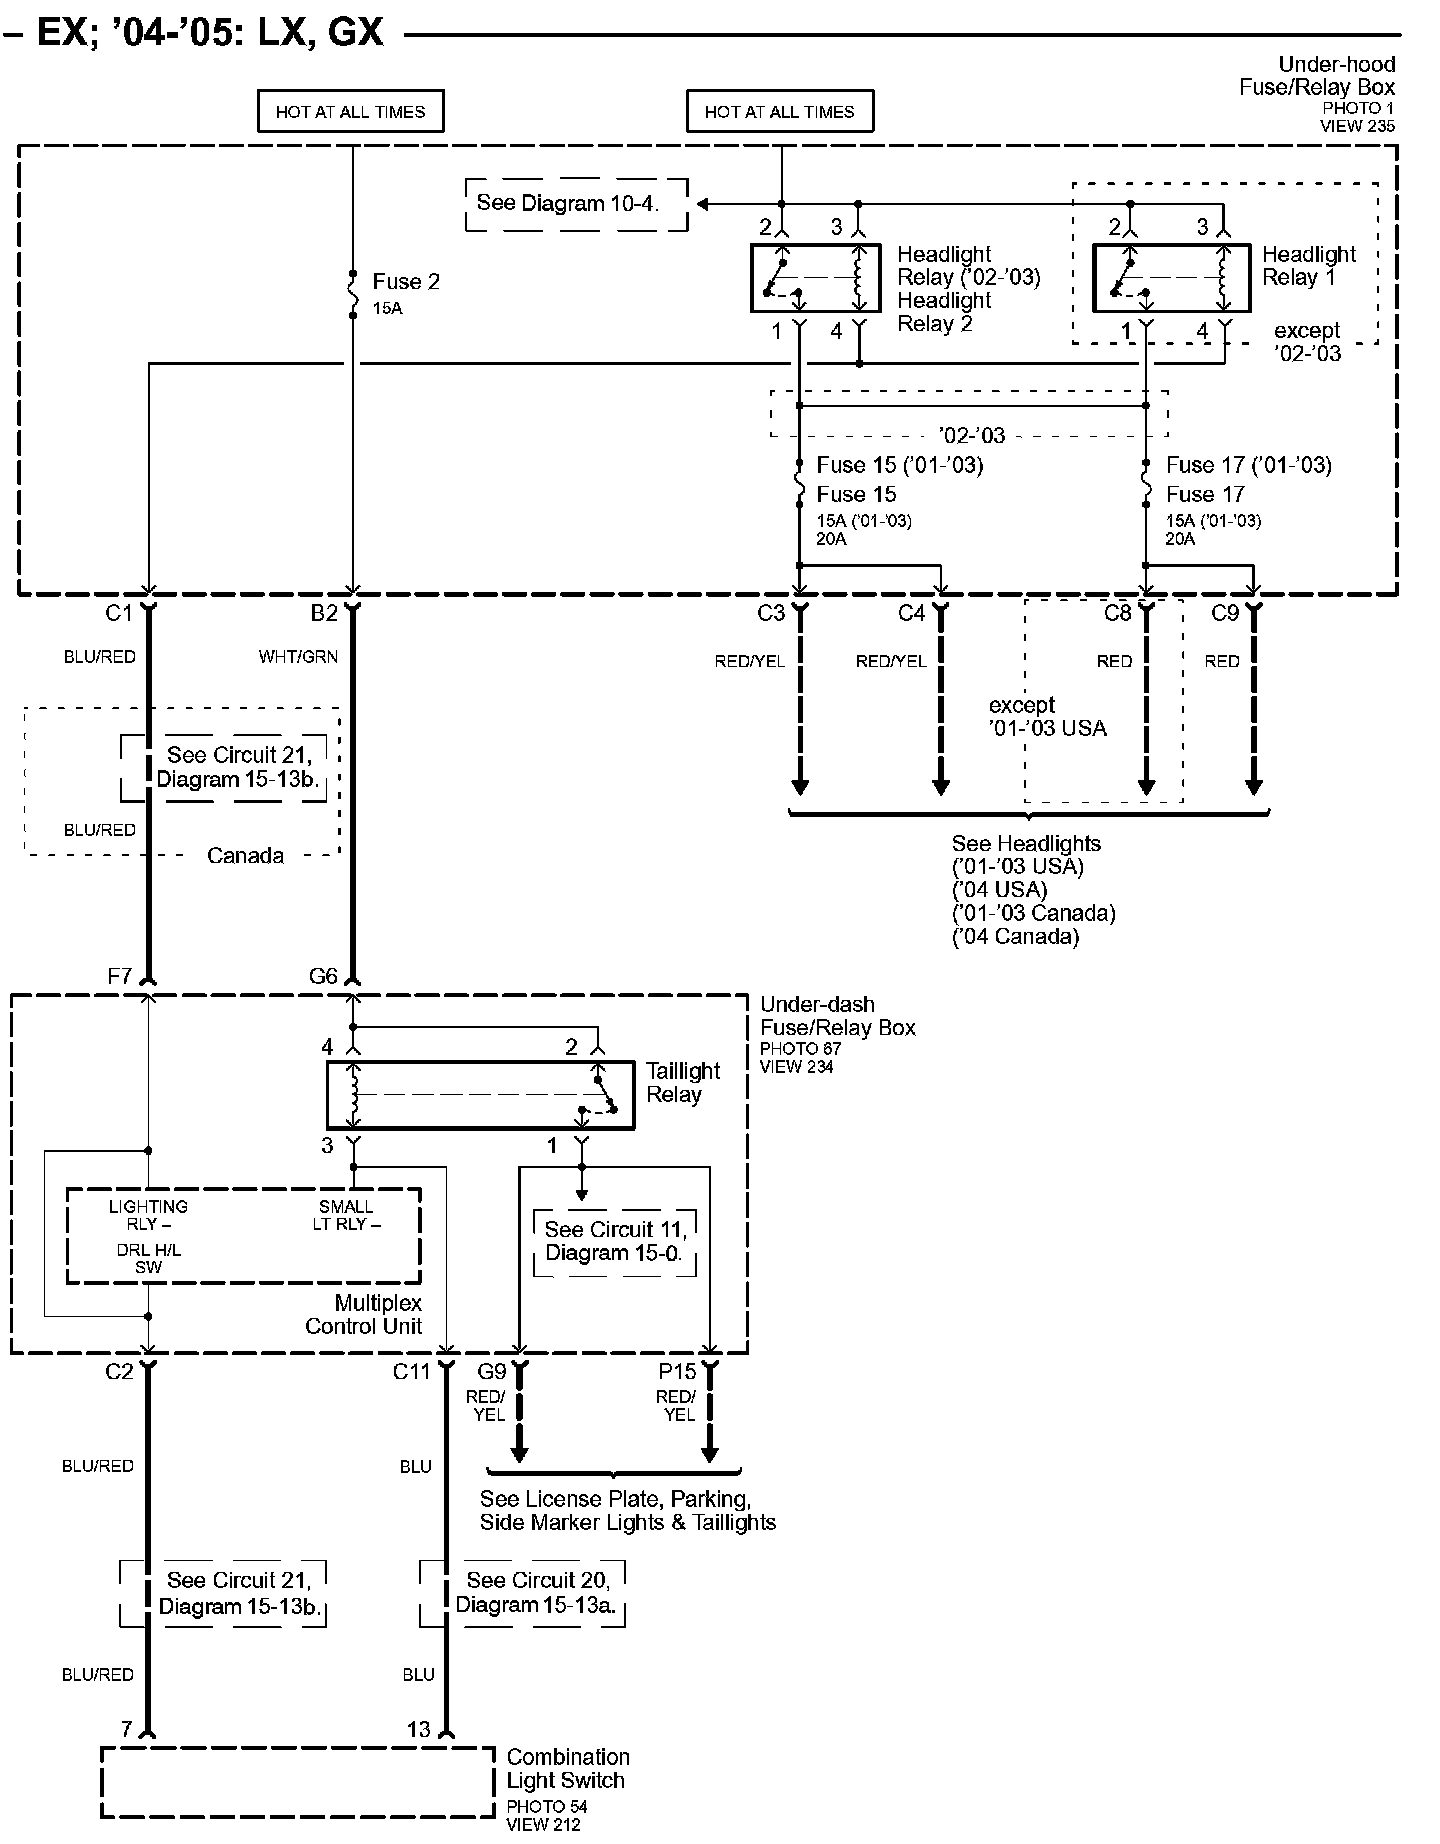 – EX; ’04-’05: LX, GX
Under-hood
Fuse/Relay Box
PHOTO 1
VIEW 235
HOT AT ALL TIMES
HOT AT ALL TIMES
See Diagram 10-4.
2
3
2
3
Fuse 2
15A
Headlight
Relay (’02-’03)
Headlight
Relay 2
Headlight
Relay 1
1
4
1
4
except
’02-’03
’02-’03
Fuse 15 (’01-’03)
Fuse 15
15A (’01-’03)
20A
Fuse 17 (’01-’03)
Fuse 17
15A (’01-’03)
20A
C1
B2
C3
C4
C8
C9
BLU/RED
WHT/GRN
RED/YEL
RED/YEL
RED
RED
except
’01-’03 USA
See Circuit 21,
Diagram 15-13b.
BLU/RED
Canada
See Headlights
(’01-’03 USA)
(’04 USA)
(’01-’03 Canada)
(’04 Canada)
F7
G6
Under-dash
Fuse/Relay Box
PHOTO 67
VIEW 234
4
2
Taillight
Relay
3
1
LIGHTING
RLY –
SMALL
LT RLY –
DRL H/L
SW
See Circuit 11,
Diagram 15-0.
Multiplex
Control Unit
C2
C11
G9
P15
RED/
YEL
RED/
YEL
BLU/RED
BLU
See License Plate, Parking,
Side Marker Lights & Taillights
See Circuit 21,
Diagram 15-13b.
See Circuit 20,
Diagram 15-13a.
BLU/RED
BLU
7
13
Combination
Light Switch
PHOTO 54
VIEW 212